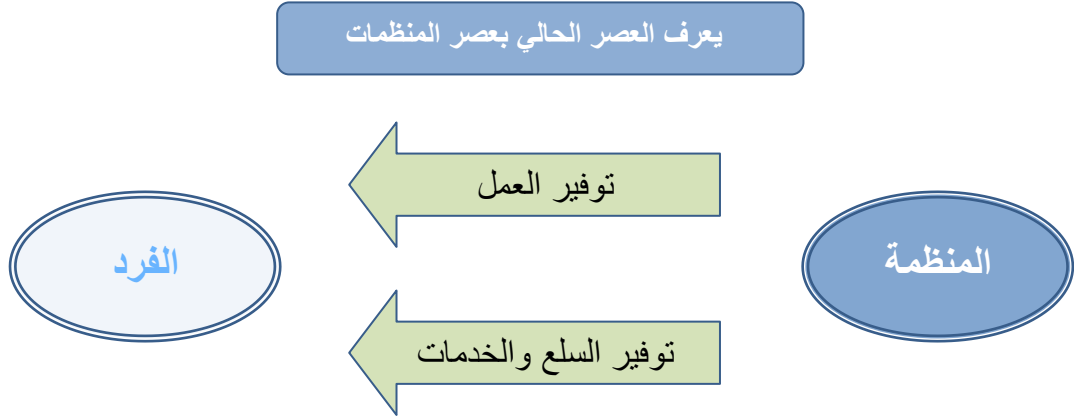 يعرف العصر الحالي بعصر المنظمات
توفير العمل
المنظمة
الفرد
توفير السلع والخدمات